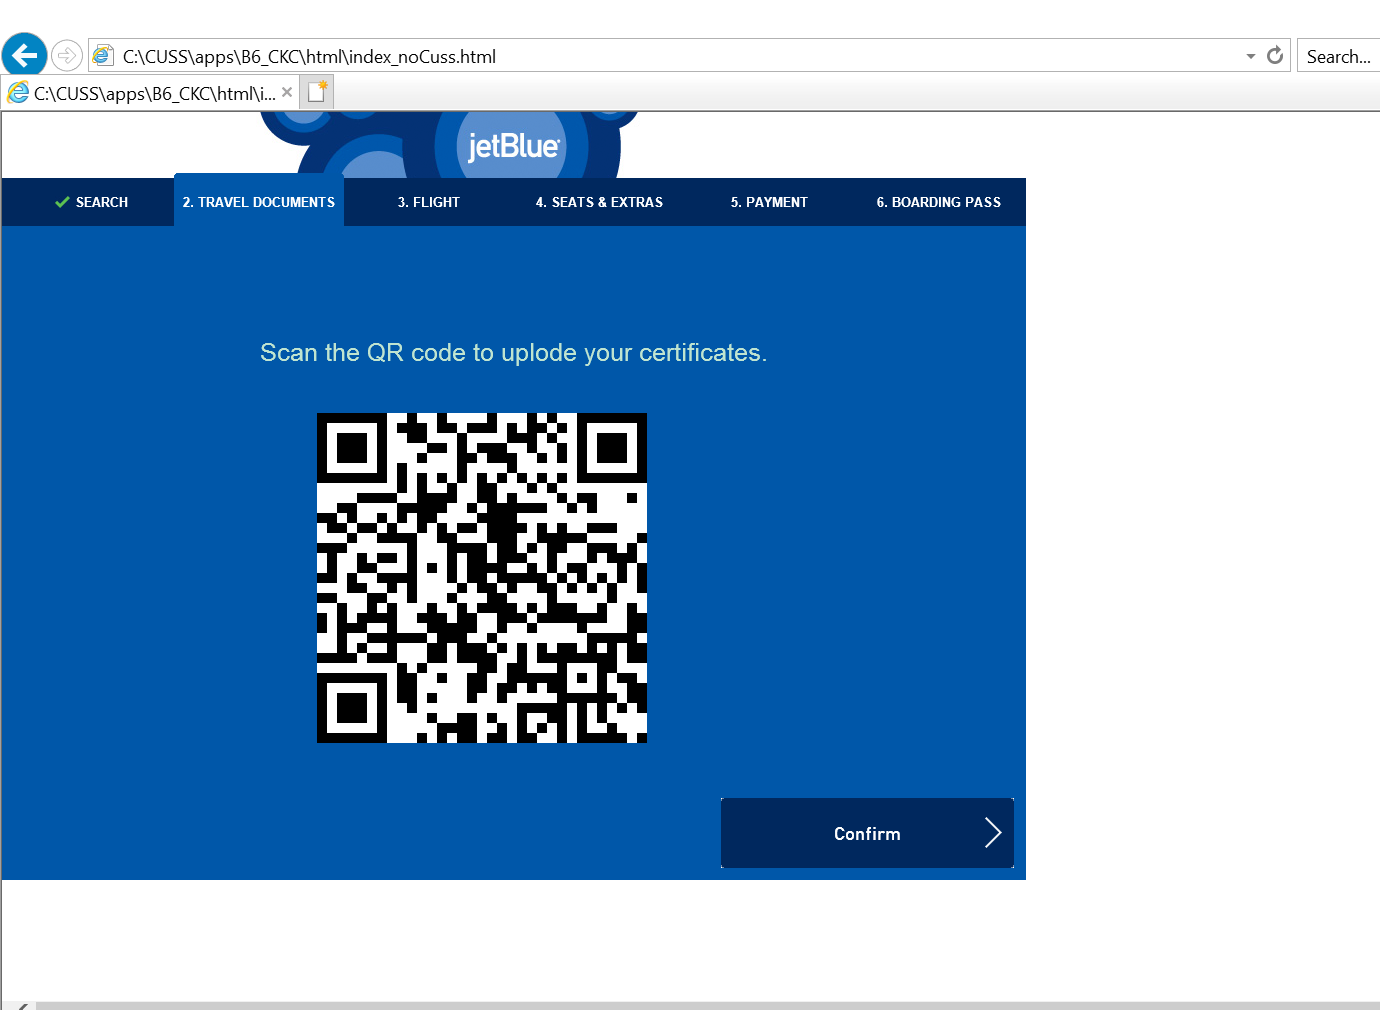 C:\CUSS\apps\B6_CKC\html\index_noCuss.html
Search...
C:\CUSS\apps\B6_CKC\html\i...
jetBlue
SEARCH
2. TRAVEL DOCUMENTS
3. FLIGHT
4. SEATS & EXTRAS
5. PAYMENT
6. BOARDING PASS
Scan the QR code to uplode your certificates.
Confirm